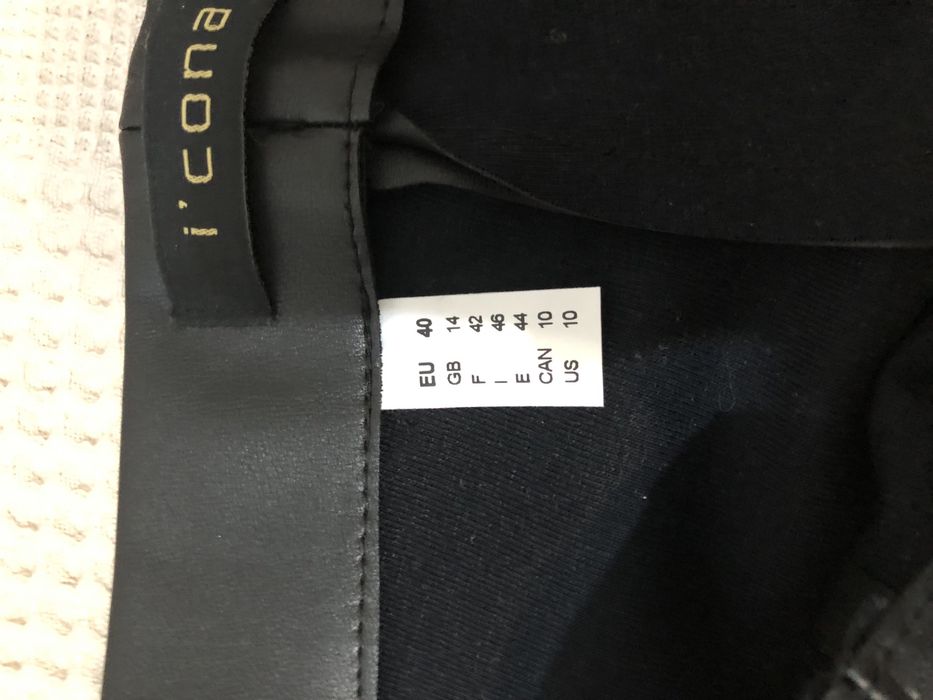 i'cona
EU 40
GB 14
F 42
I 46
E 44
CAN 10
US 10